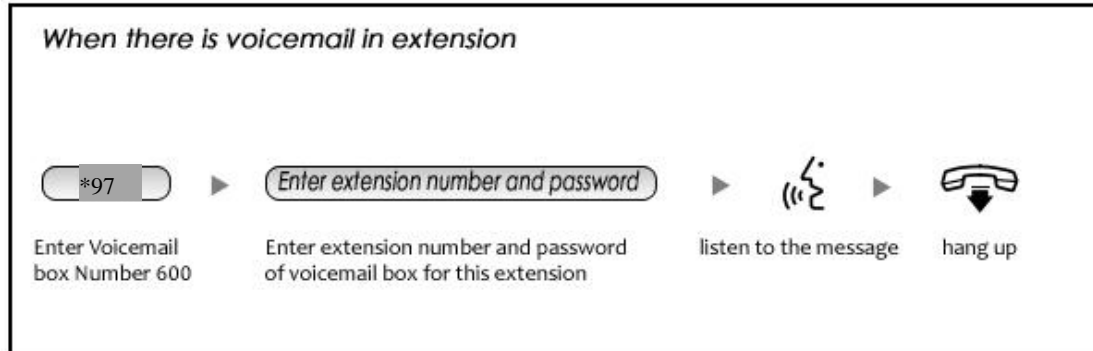 When there is voicemail in extension
*97
Enter extension number and password
Enter Voicemail
box Number 600
Enter extension number and password
of voicemail box for this extension
listen to the message
hang up